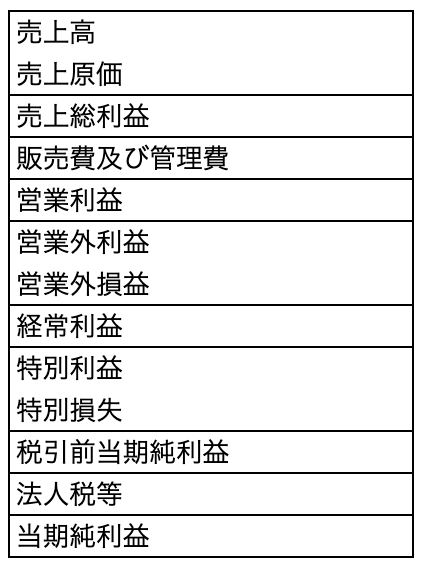 売上高
売上原価
売上総利益
販売費及び管理費
営業利益
営業外利益
営業外損益
経常利益
特別利益
特別損失
税引前当期純利益
法人税等
当期純利益